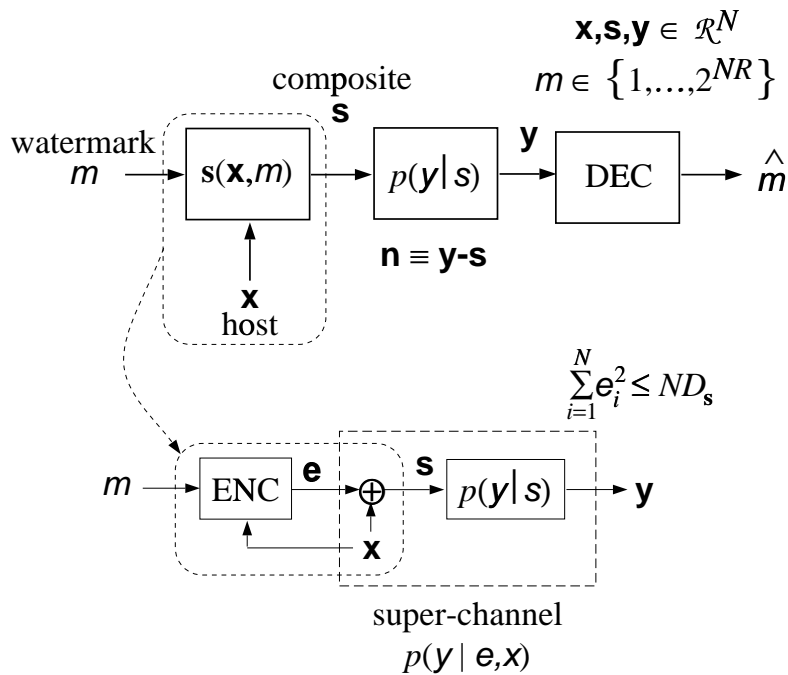 x,s,y ∈ ℛ^N
m ∈ {1,...,2^{NR}}
composite
s
watermark
m
s(x,m)
p(y|s)
y
DEC
m̂
n ≡ y-s
x
host
∑_{i=1}^{N} e_i^2 ≤ ND_s
m
ENC
e
⊕
s
p(y|s)
y
x
super-channel
p(y | e,x)